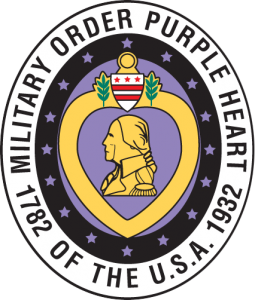 MILITARY ORDER PURPLE HEART
1782 OF THE U.S.A. 1932